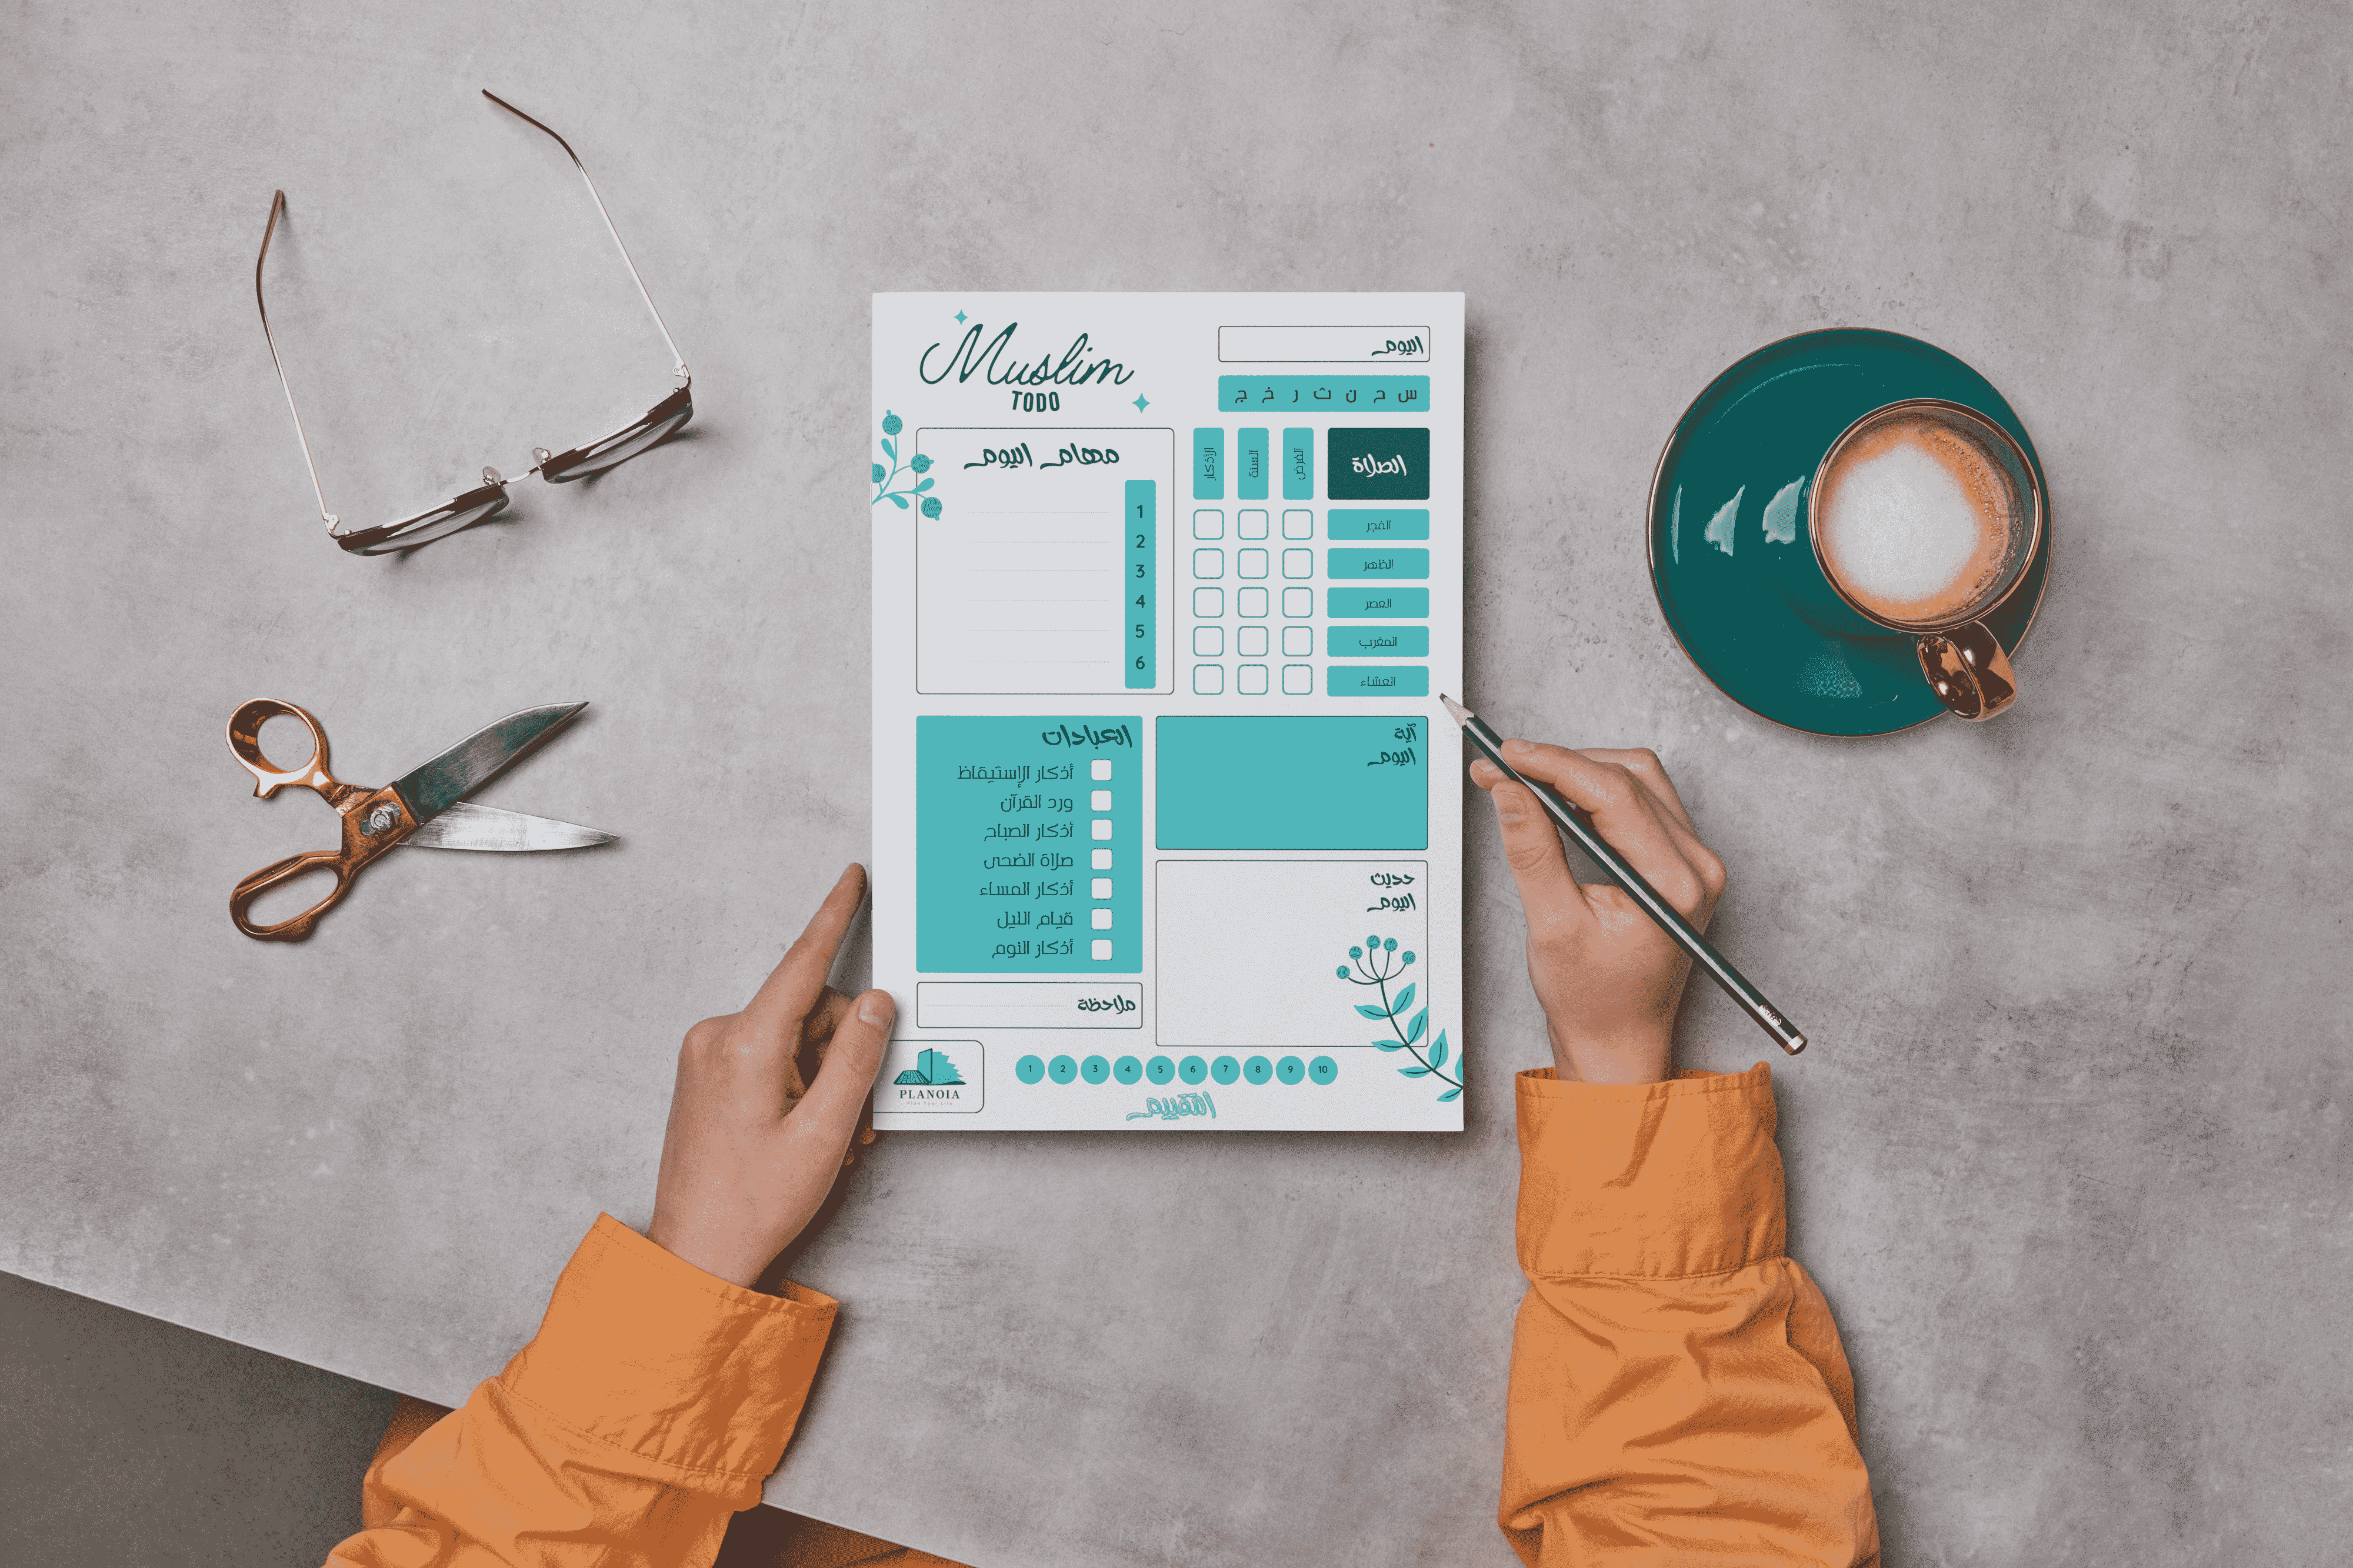 Muslim
TODO
اليوم
س ح ن ث ر خ ج
الصلاة
الفرض
السنة
الأذكار
الفجر
الظهر
العصر
المغرب
العشاء
مهام اليوم
1
2
3
4
5
6
العبادات
أذكار الإستيقاظ
ورد القرآن
أذكار الصباح
صلاة الضحى
أذكار المساء
قيام الليل
أذكار النوم
آية
اليوم
حديث
اليوم
ملاحظة
PLANOIA
Plan Your Life
1 2 3 4 5 6 7 8 9 10
التقييم